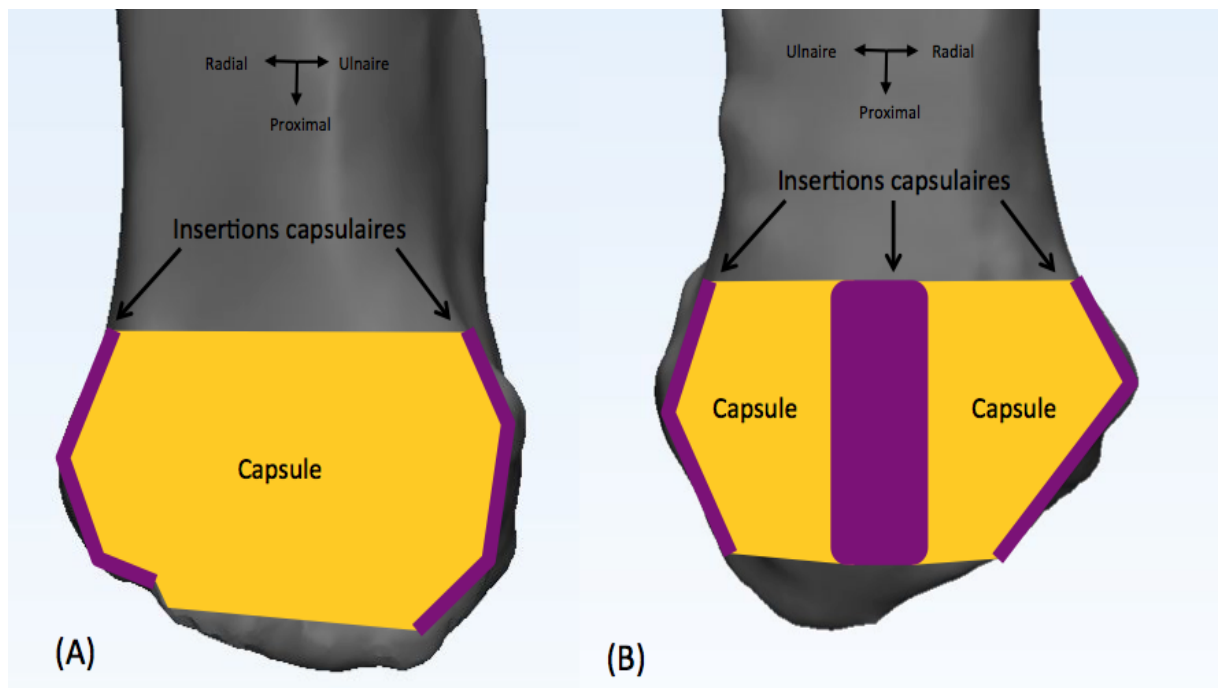 Radial
Ulnaire
Proximal
Insertions capsulaires
Capsule
(A)
Ulnaire
Radial
Proximal
Insertions capsulaires
Capsule
Capsule
(B)